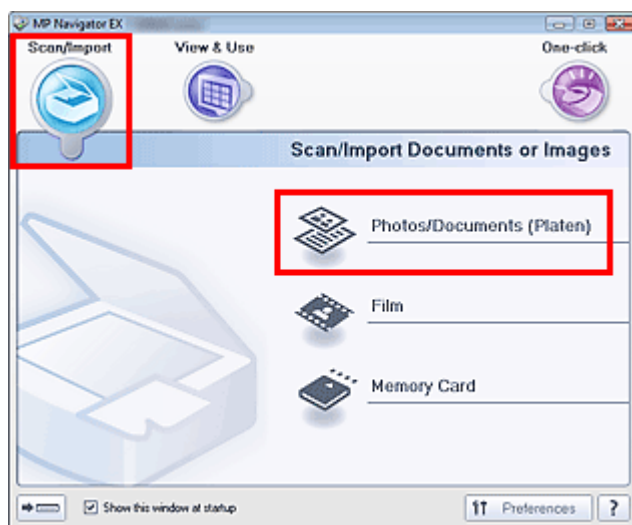 MP Navigator EX
Scan/Import
View & Use
One-click
Scan/Import Documents or Images
Photos/Documents (Platen)
Film
Memory Card
Show this window at startup
Preferences
?